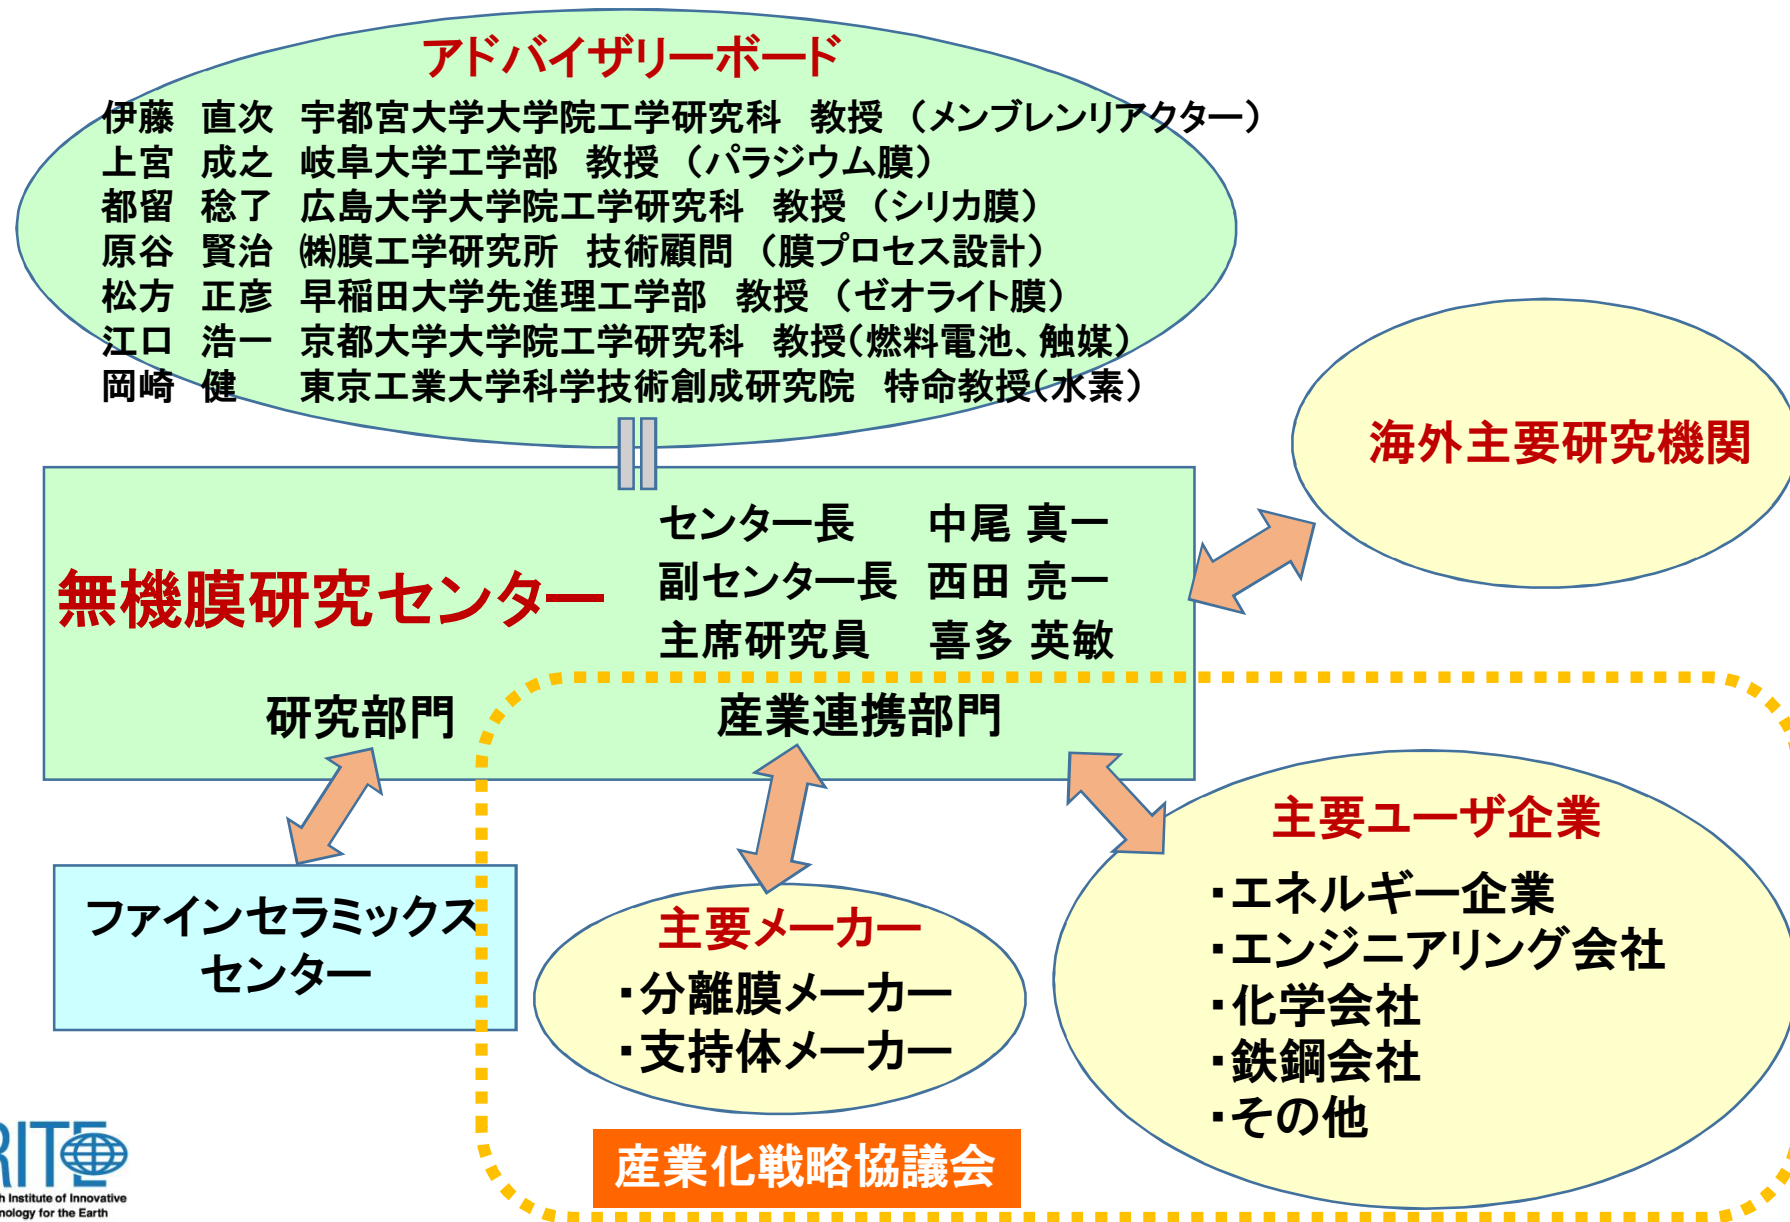 アドバイザリーボード
伊藤　直次　宇都宮大学大学院工学研究科　教授 （メンブレンリアクター）
上宮　成之　岐阜大学工学部　教授 （パラジウム膜）
都留　稔了　広島大学大学院工学研究科　教授 （シリカ膜）
原谷　賢治　㈱膜工学研究所　技術顧問 （膜プロセス設計）
松方　正彦　早稲田大学先進理工学部　教授 （ゼオライト膜）
江口　浩一　京都大学大学院工学研究科　教授（燃料電池、触媒）
岡崎　健　　東京工業大学科学技術創成研究院　特命教授（水素）
海外主要研究機関
無機膜研究センター
センター長　中尾 真一
副センター長　西田 亮一
主席研究員　喜多 英敏
研究部門
産業連携部門
ファインセラミックス
センター
主要メーカー
・分離膜メーカー
・支持体メーカー
主要ユーザ企業
・エネルギー企業
・エンジニアリング会社
・化学会社
・鉄鋼会社
・その他
産業化戦略協議会
RITE
Institute of Innovative
for the Earth